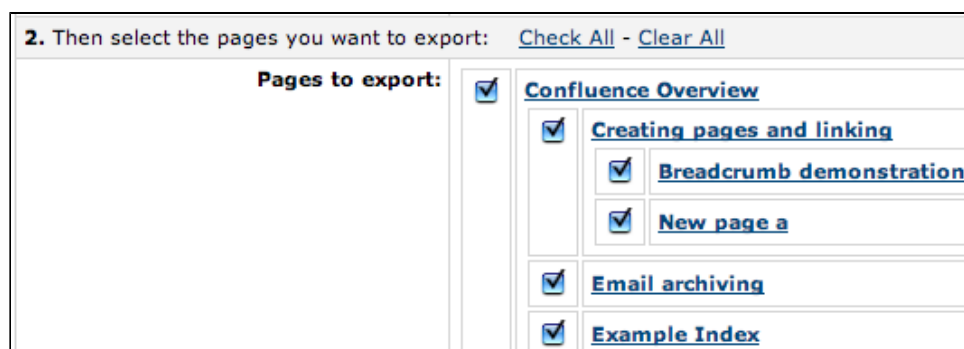 2. Then select the pages you want to export: Check All - Clear All
Pages to export:
Confluence Overview
Creating pages and linking
Breadcrumb demonstration
New page a
Email archiving
Example Index